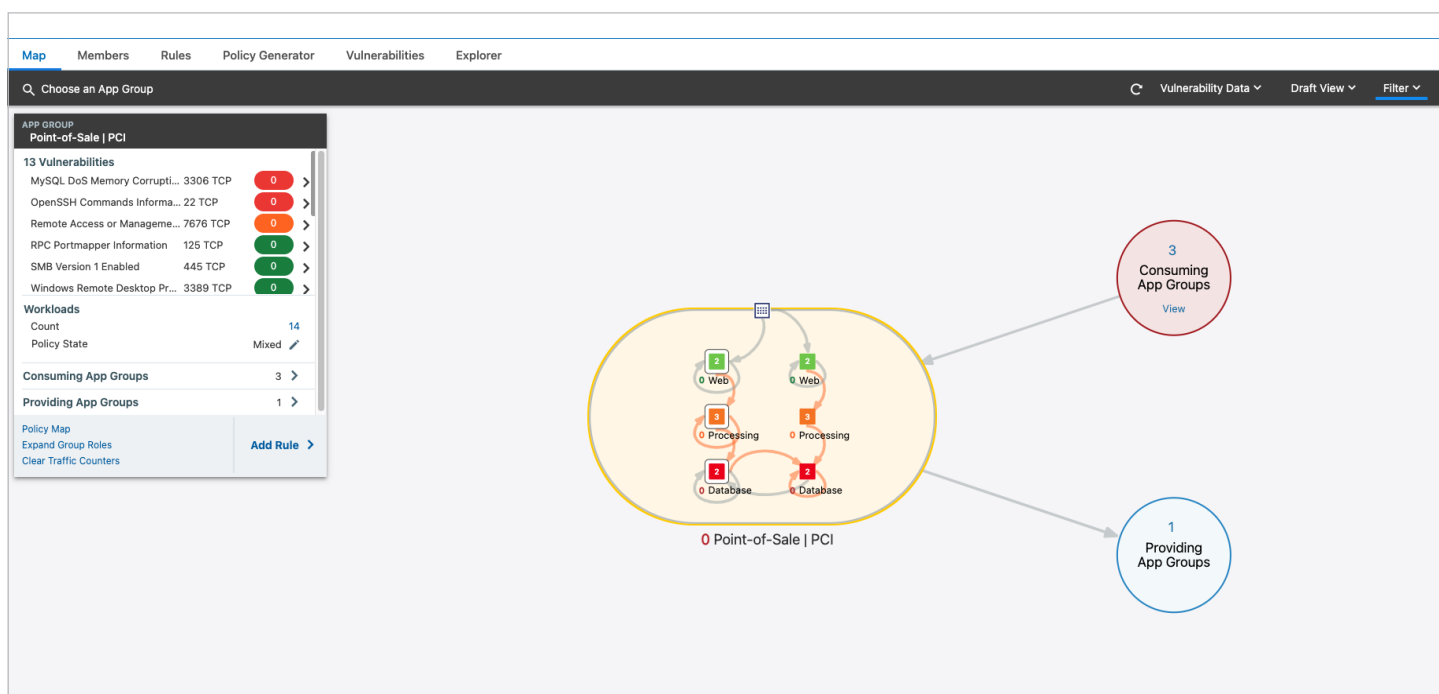 Map Members Rules Policy Generator Vulnerabilities Explorer
Choose an App Group
Vulnerability Data Draft View Filter
APP GROUP
Point-of-Sale | PCI
13 Vulnerabilities
MySQL DoS Memory Corrupti... 3306 TCP 0
OpenSSH Commands Informa... 22 TCP 0
Remote Access or Manageme... 7676 TCP 0
RPC Portmapper Information 125 TCP 0
SMB Version 1 Enabled 445 TCP 0
Windows Remote Desktop Pr... 3389 TCP 0
Workloads
Count 14
Policy State Mixed
Consuming App Groups 3
Providing App Groups 1
Policy Map
Expand Group Roles
Clear Traffic Counters
Add Rule
2 2
0 Web 0 Web
3 3
0 Processing 0 Processing
2 2
0 Database 0 Database
0 Point-of-Sale | PCI
3
Consuming
App Groups
View
1
Providing
App Groups